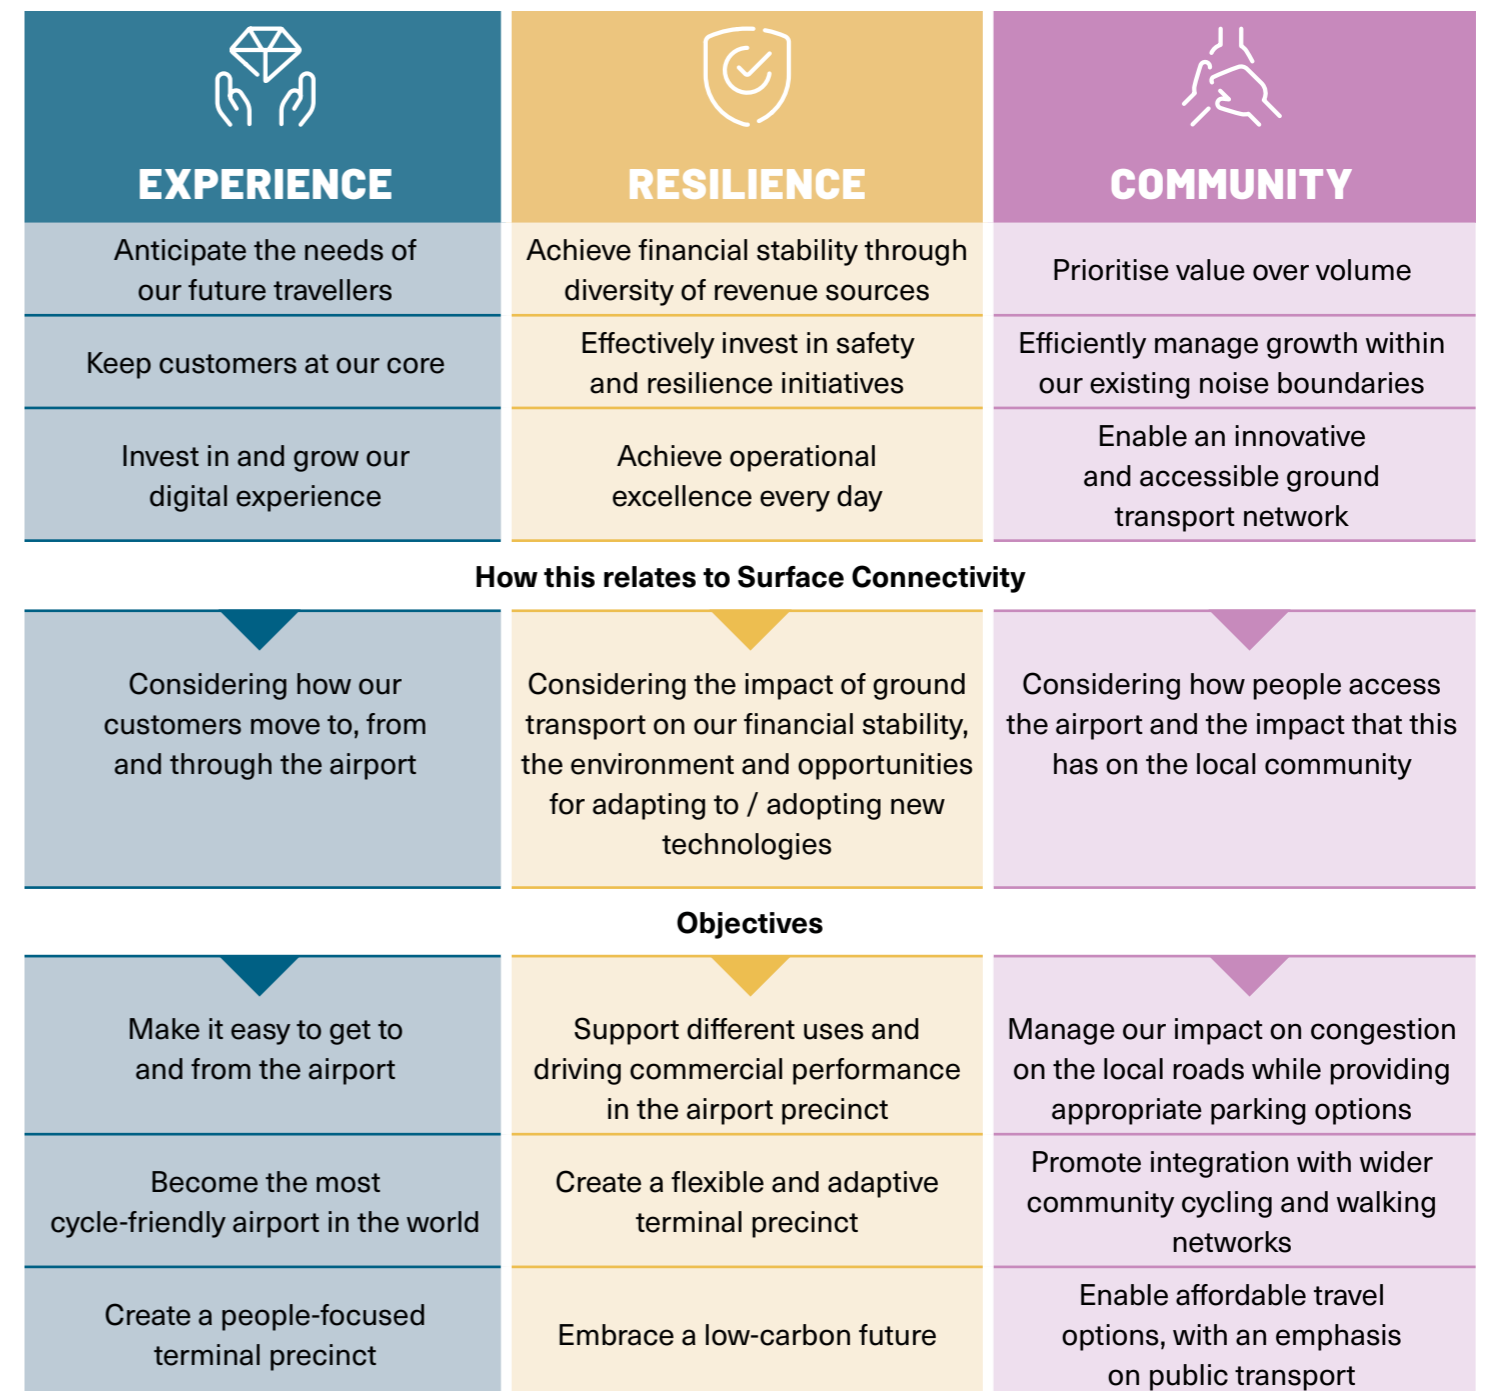 EXPERIENCE
Anticipate the needs of
our future travellers
Keep customers at our core
Invest in and grow our
digital experience
RESILIENCE
Achieve financial stability through
diversity of revenue sources
Effectively invest in safety
and resilience initiatives
Achieve operational
excellence every day
COMMUNITY
Prioritise value over volume
Efficiently manage growth within
our existing noise boundaries
Enable an innovative
and accessible ground
transport network
How this relates to Surface Connectivity
Considering how our
customers move to, from
and through the airport
Considering the impact of ground
transport on our financial stability,
the environment and opportunities
for adapting to / adopting new
technologies
Considering how people access
the airport and the impact that this
has on the local community
Objectives
Make it easy to get to
and from the airport
Become the most
cycle-friendly airport in the world
Create a people-focused
terminal precinct
Support different uses and
driving commercial performance
in the airport precinct
Create a flexible and adaptive
terminal precinct
Embrace a low-carbon future
Manage our impact on congestion
on the local roads while providing
appropriate parking options
Promote integration with wider
community cycling and walking
networks
Enable affordable travel
options, with an emphasis
on public transport